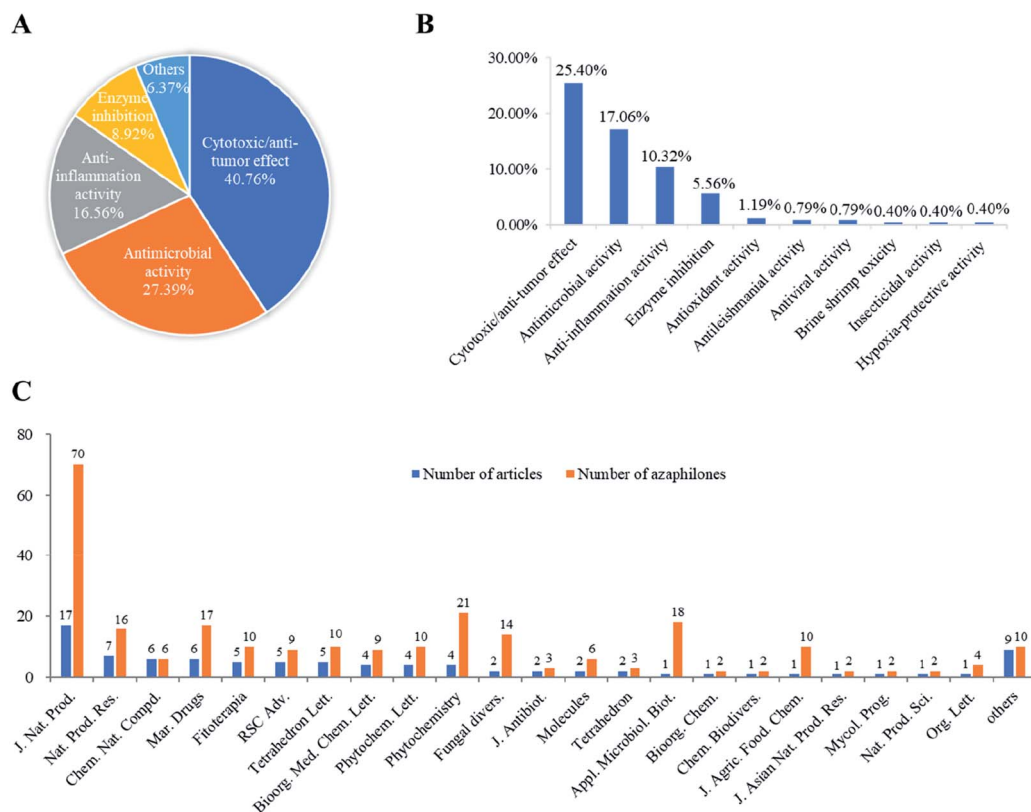 A
Others
6.37%
Enzyme
inhibition
8.92%
Anti-
inflammation
activity
16.56%
Cytotoxic/anti-
tumor effect
40.76%
Antimicrobial
activity
27.39%
B
30.00%
20.00%
10.00%
0.00%
25.40%
17.06%
10.32%
5.56%
1.19%
0.79%
0.79%
0.40%
0.40%
0.40%
Cytotoxic/anti-tumor effect
Antimicrobial activity
Anti-inflammation activity
Enzyme inhibition
Antioxidant activity
Antileishmanial activity
Antiviral activity
Brine shrimp toxicity
Insecticidal activity
Hypoxia-protective activity
C
80
60
40
20
0
Number of articles
Number of azaphilones
17
70
7
16
6
6
6
17
5
10
5
9
5
10
4
9
4
10
4
21
2
14
2
3
2
6
2
3
1
18
1
2
1
2
1
10
1
2
1
2
1
2
1
4
9
10
J. Nat. Prod.
Nat. Prod. Res.
Chem. Nat. Compd.
Mar. Drugs
Fitoterapia
RSC Adv.
Tetrahedron Lett.
Bioorg. Med. Chem. Lett.
Phytochem. Lett.
Phytochemistry
Fungal divers.
J. Antibiot.
Molecules
Tetrahedron
Appl. Microbiol. Biot.
Bioorg. Chem.
Chem. Biodivers.
J. Agric. Food. Chem.
J. Asian Nat. Prod. Res.
Mycol. Prog.
Nat. Prod. Sci.
Org. Lett.
others